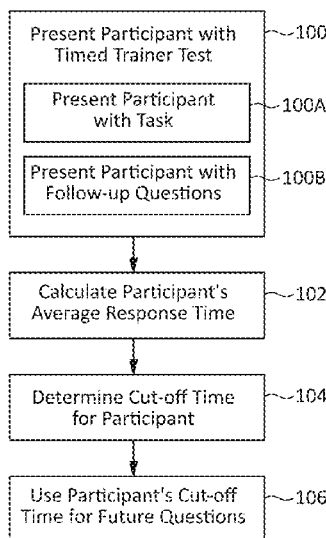 Present Participant with
Timed Trainer Test
100
Present Participant
with Task
100A
Present Participant with
Follow-up Questions
100B
Calculate Participant's
Average Response Time
102
Determine Cut-off Time
for Participant
104
Use Participant's Cut-off
Time for Future Questions
106